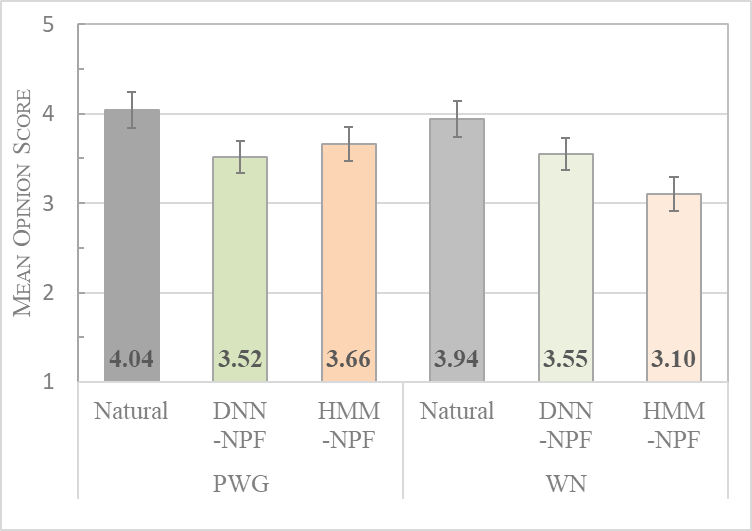 MEAN OPINION SCORE
5
4
3
2
1
4.04 3.52 3.66 3.94 3.55 3.10
Natural DNN HMM Natural DNN HMM
-NPF -NPF -NPF -NPF
PWG WN